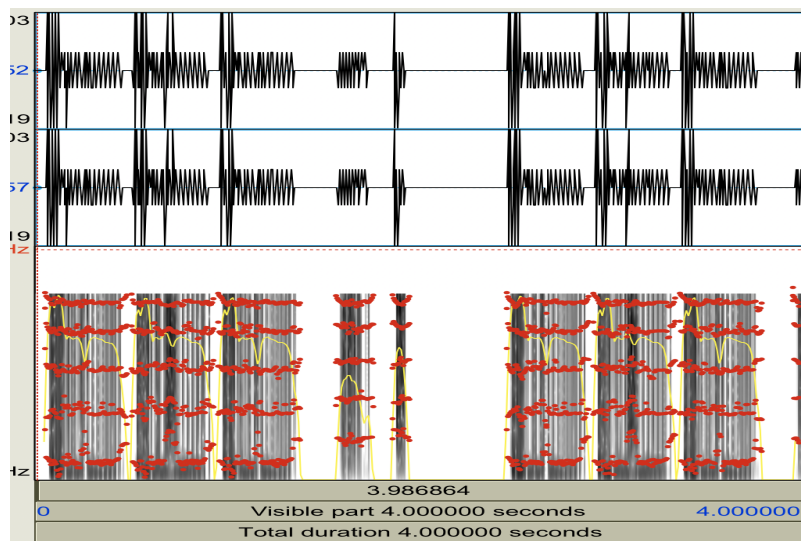 03
52
19
03
57
19
Hz
Hz
3.986864
0 Visible part 4.000000 seconds 4.000000
Total duration 4.000000 seconds